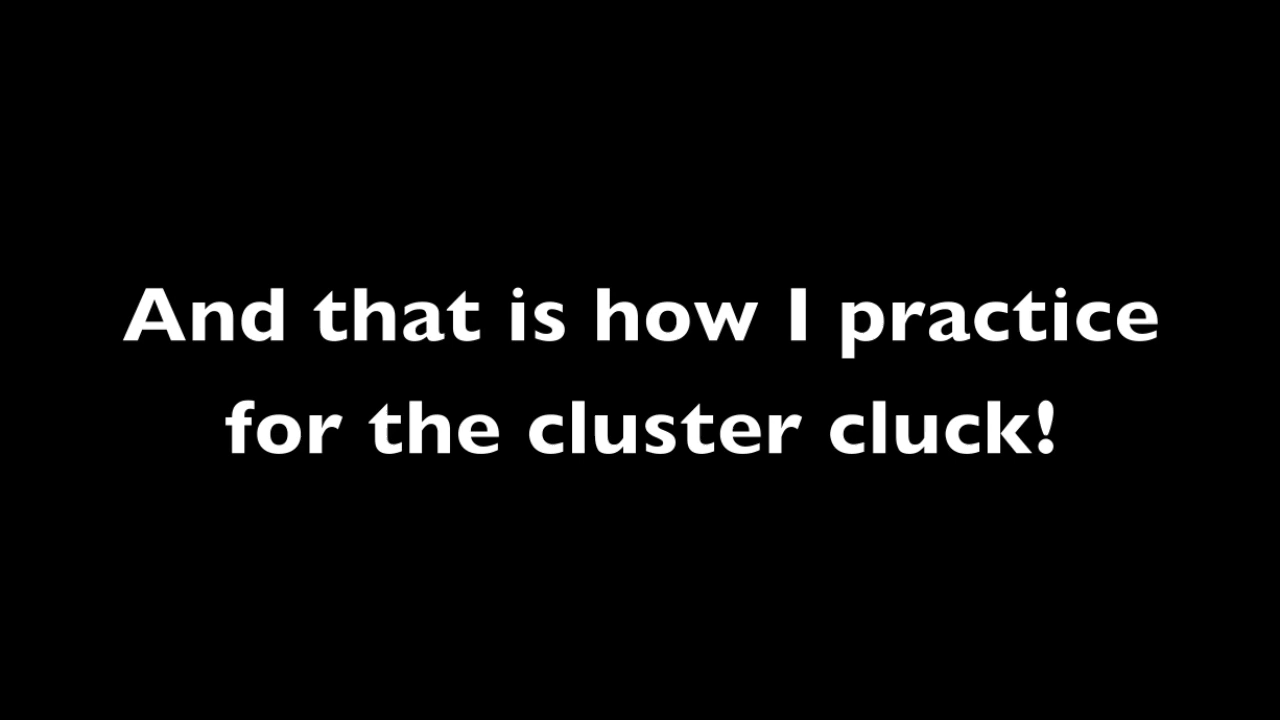 And that is how I practice
for the cluster cluck!